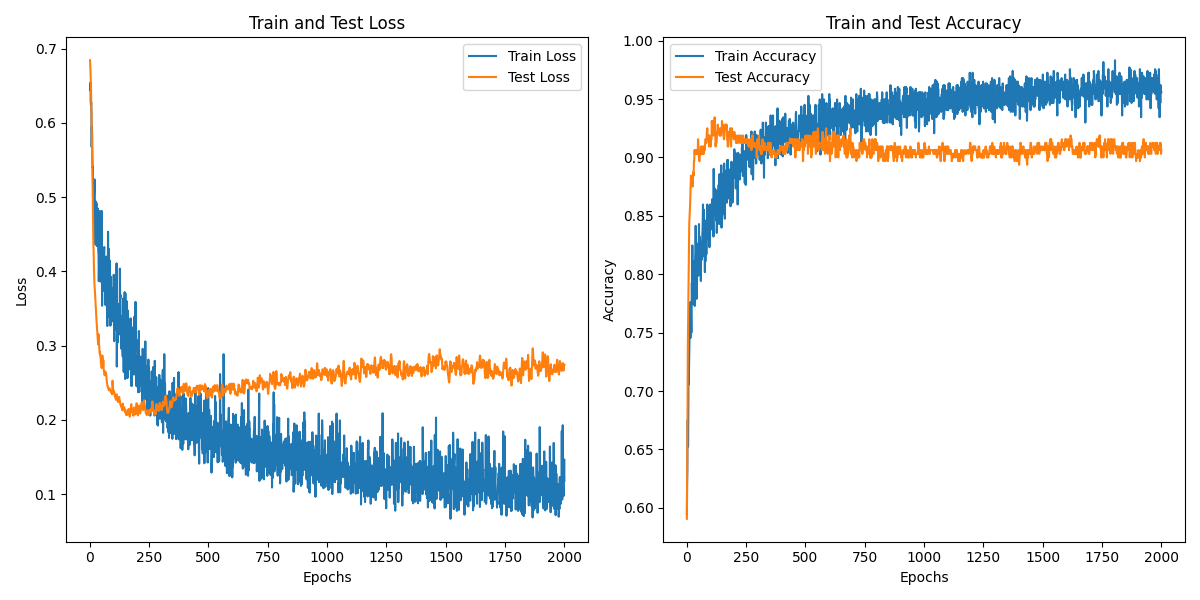 Train and Test Loss
0.7
0.6
0.5
0.4
0.3
0.2
0.1
Loss
Train Loss
Test Loss
0 250 500 750 1000 1250 1500 1750 2000
Epochs
Train and Test Accuracy
1.00
0.95
0.90
0.85
0.80
0.75
0.70
0.65
0.60
Accuracy
Train Accuracy
Test Accuracy
0 250 500 750 1000 1250 1500 1750 2000
Epochs